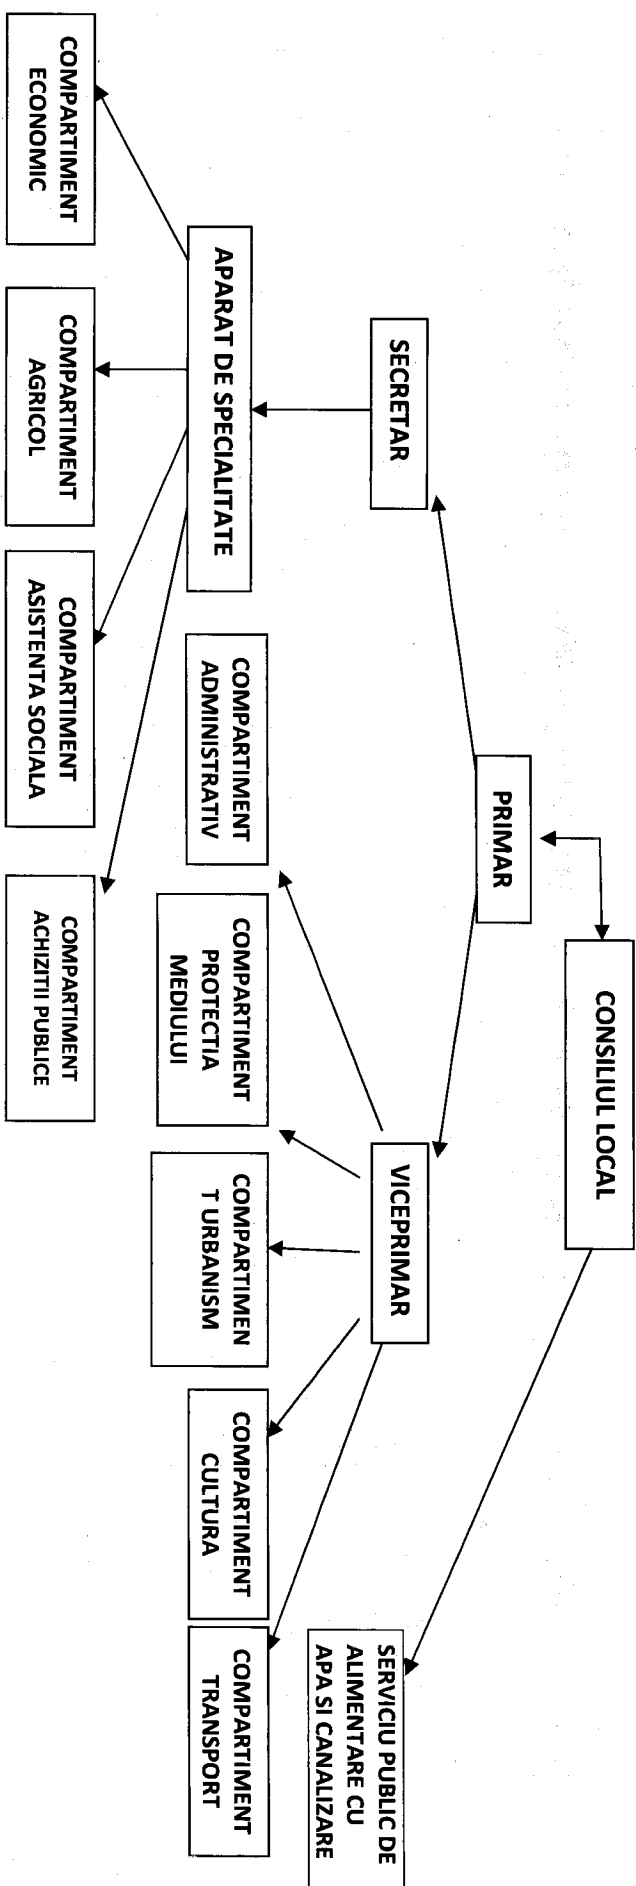 CONSILIUL LOCAL
PRIMAR
SECRETAR
VICEPRIMAR
SERVICIU PUBLIC DE
ALIMENTARE CU
APA SI CANALIZARE
APARAT DE SPECIALITATE
COMPARTIMENT
ADMINISTRATIV
COMPARTIMENT
PROTECTIA
MEDIULUI
COMPARTIMEN
T URBANISM
COMPARTIMENT
CULTURA
COMPARTIMENT
TRANSPORT
COMPARTIMENT
ECONOMIC
COMPARTIMENT
AGRICOL
COMPARTIMENT
ASISTENTA SOCIALA
COMPARTIMENT
ACHIZITII PUBLICE